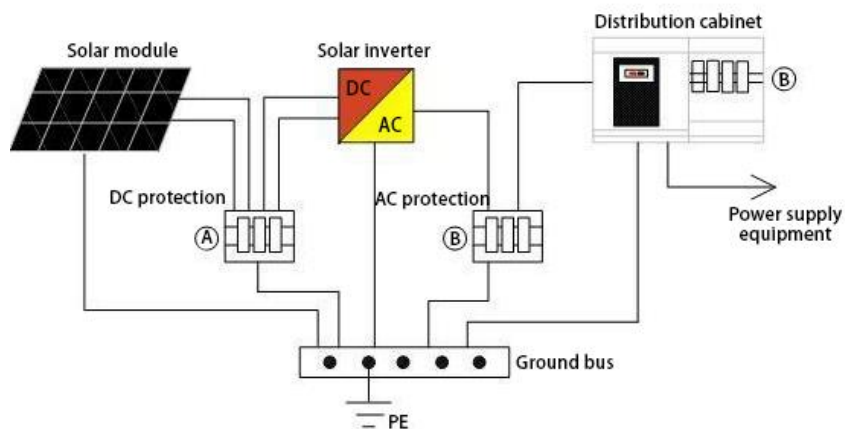 Distribution cabinet
Solar module
Solar inverter
DC
AC
B
DC protection
AC protection
A
B
Power supply
equipment
Ground bus
PE